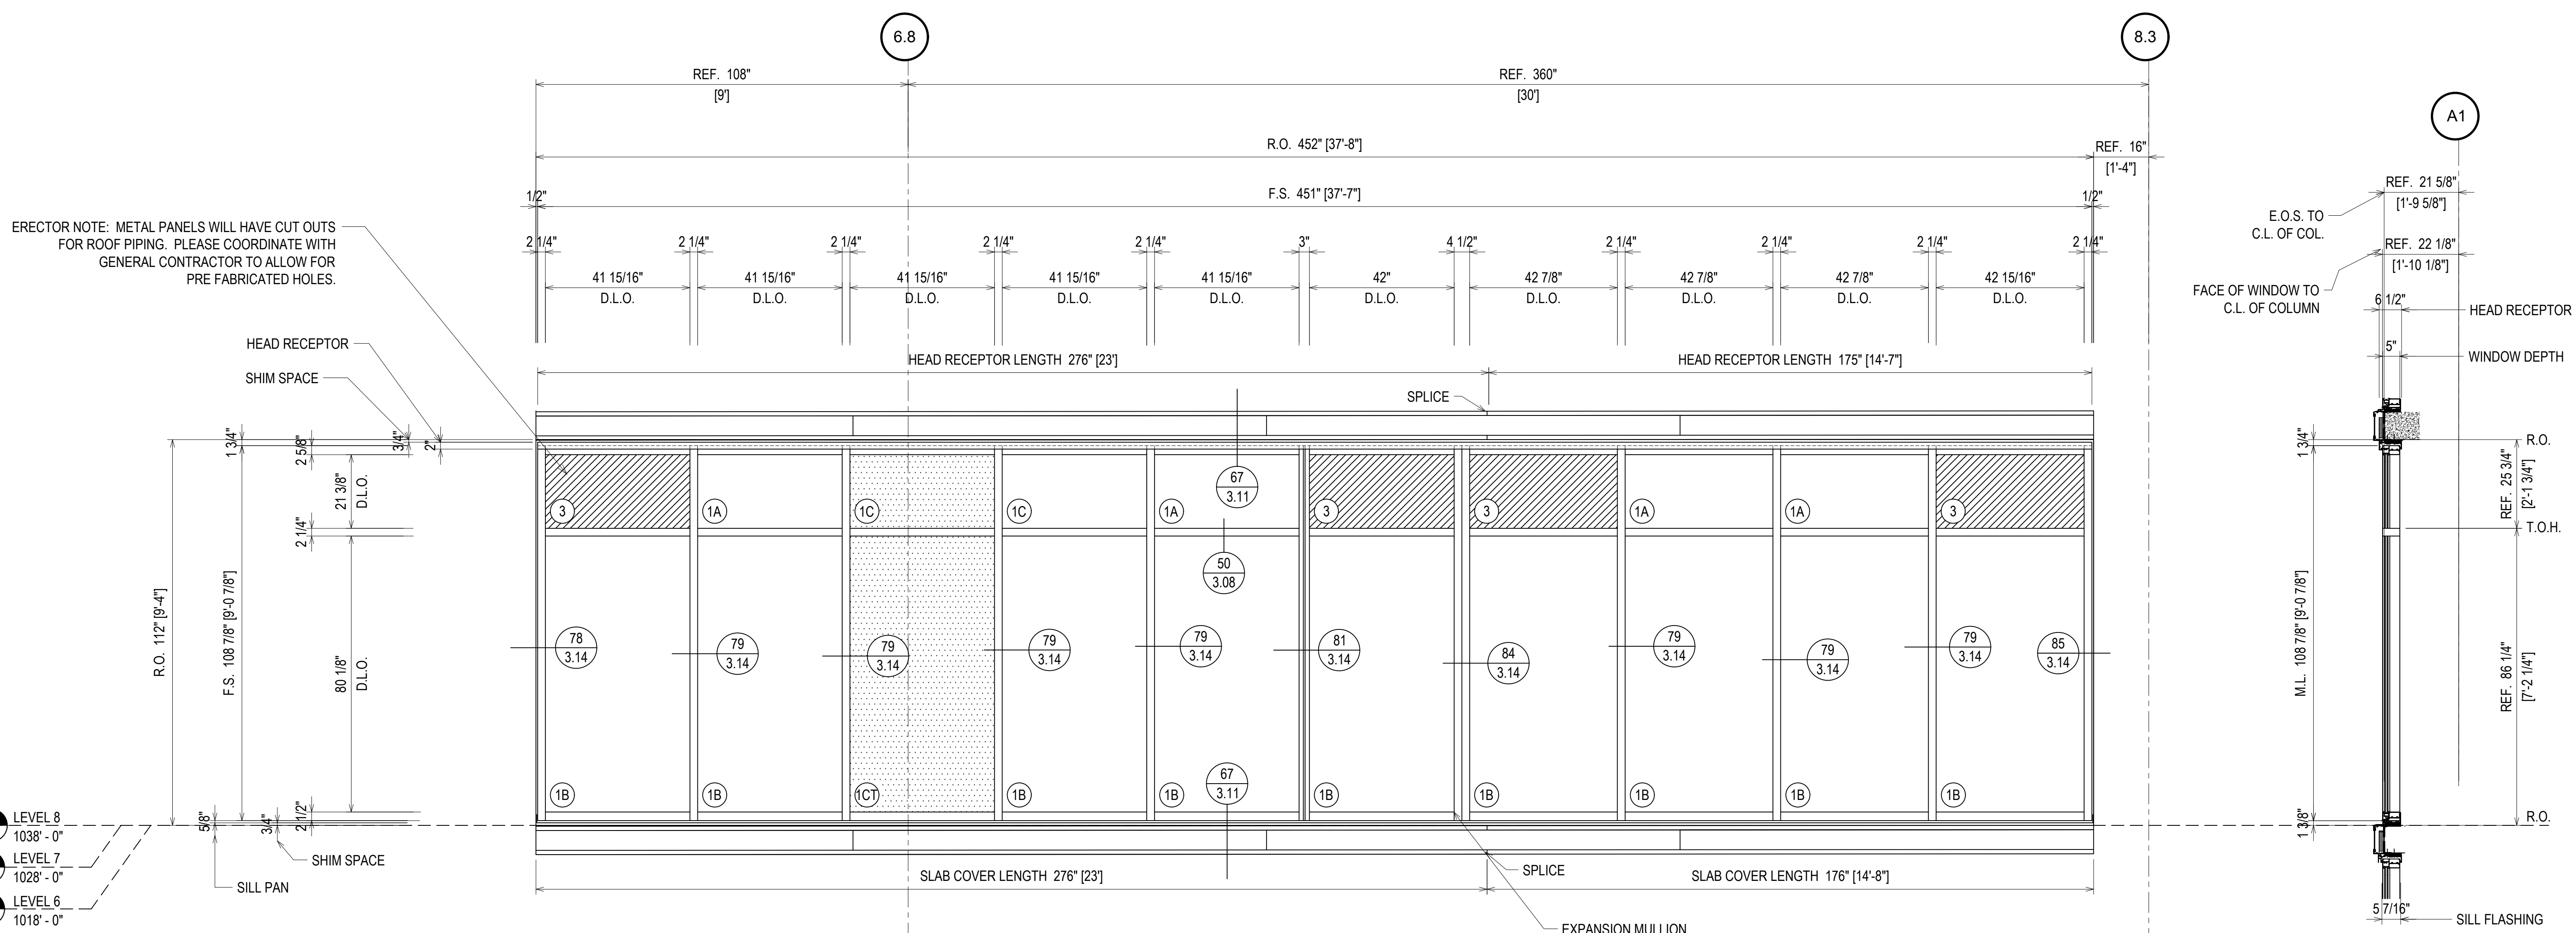 6.8
8.3
REF. 108"
[9']
REF. 360"
[30']
A1
R.O. 452" [37'-8"]
REF. 16"
[1'-4"]
1/2"
F.S. 451" [37'-7"]
1/2"
REF. 21 5/8"
[1'-9 5/8"]
E.O.S. TO
C.L. OF COL.
REF. 22 1/8"
[1'-10 1/8"]
FACE OF WINDOW TO
C.L. OF COLUMN
6 1/2"
HEAD RECEPTOR
5"
WINDOW DEPTH
ERECTOR NOTE: METAL PANELS WILL HAVE CUT OUTS
FOR ROOF PIPING. PLEASE COORDINATE WITH
GENERAL CONTRACTOR TO ALLOW FOR
PRE FABRICATED HOLES.
2 1/4" 2 1/4" 2 1/4" 2 1/4" 2 1/4" 3" 4 1/2" 2 1/4" 2 1/4" 2 1/4" 2 1/4"
41 15/16" 41 15/16" 41 15/16" 41 15/16" 41 15/16" 42" 42 7/8" 42 7/8" 42 7/8" 42 15/16"
D.L.O. D.L.O. D.L.O. D.L.O. D.L.O. D.L.O. D.L.O. D.L.O. D.L.O. D.L.O.
HEAD RECEPTOR
SHIM SPACE
HEAD RECEPTOR LENGTH 276" [23']
HEAD RECEPTOR LENGTH 175" [14'-7"]
SPLICE
1 3/4"
2 5/8"
3/4"
2"
21 3/8"
D.L.O.
2 1/4"
R.O. 112" [9'-4"]
F.S. 108 7/8" [9'-0 7/8"]
80 1/8"
D.L.O.
5/8"
3/4"
2 1/2"
67
3.11
3 1A 1C 1C 1A 3 3 1A 1A 3
50
3.08
78 79 79 79 79 81 84 79 79 79 85
3.14 3.14 3.14 3.14 3.14 3.14 3.14 3.14 3.14 3.14 3.14
67
3.11
1B 1B 1CT 1B 1B 1B 1B 1B 1B 1B
LEVEL 8
1038' - 0"
LEVEL 7
1028' - 0"
LEVEL 6
1018' - 0"
SHIM SPACE
SILL PAN
SLAB COVER LENGTH 276" [23']
SPLICE
SLAB COVER LENGTH 176" [14'-8"]
EXPANSION MULLION
1 3/4"
M.L. 108 7/8" [9'-0 7/8"]
1 3/8"
R.O.
REF. 25 3/4"
[2'-1 3/4"]
T.O.H.
REF. 86 1/4"
[7'-2 1/4"]
R.O.
5 7/16"
SILL FLASHING